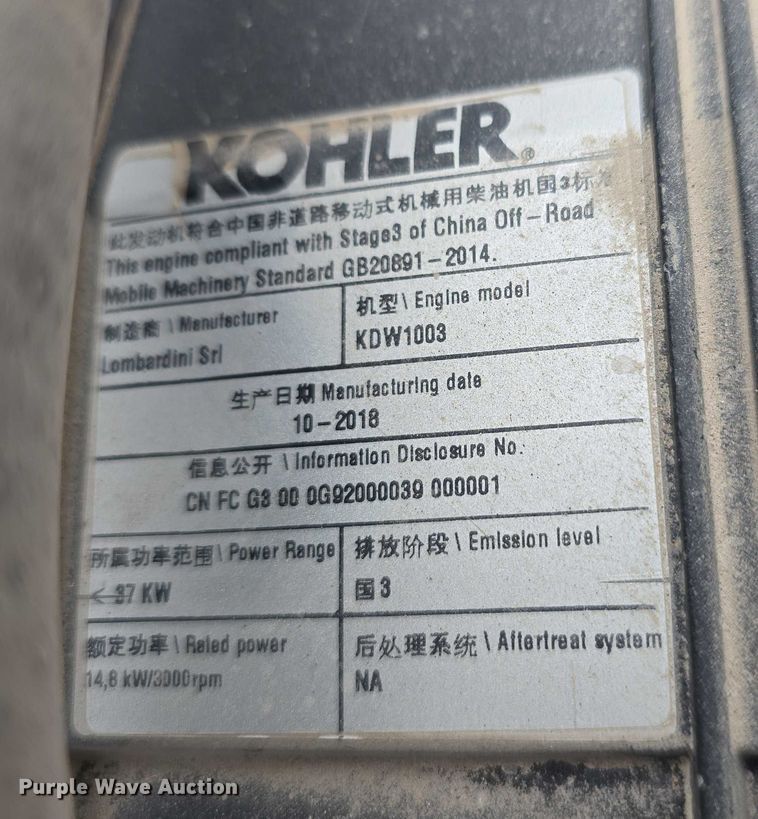 KOHLER®
此发动机符合中国非道路移动式机械用柴油机国3标准
This engine compliant with Stage3 of China Off-Road
Mobile Machinery Standard GB20891-2014.
制造商 \ Manufacturer
Lombardini Srl
机型 \ Engine model
KDW1003
生产日期 Manufacturing date
10-2018
信息公开 \ Information Disclosure No.
CN FC G3 00 0G92000039 000001
所属功率范围 \ Power Range
< 37 KW
排放阶段 \ Emission level
国3
额定功率 \ Rated power
14,8 kW/3000rpm
后处理系统 \ Aftertreat system
NA
Purple Wave Auction